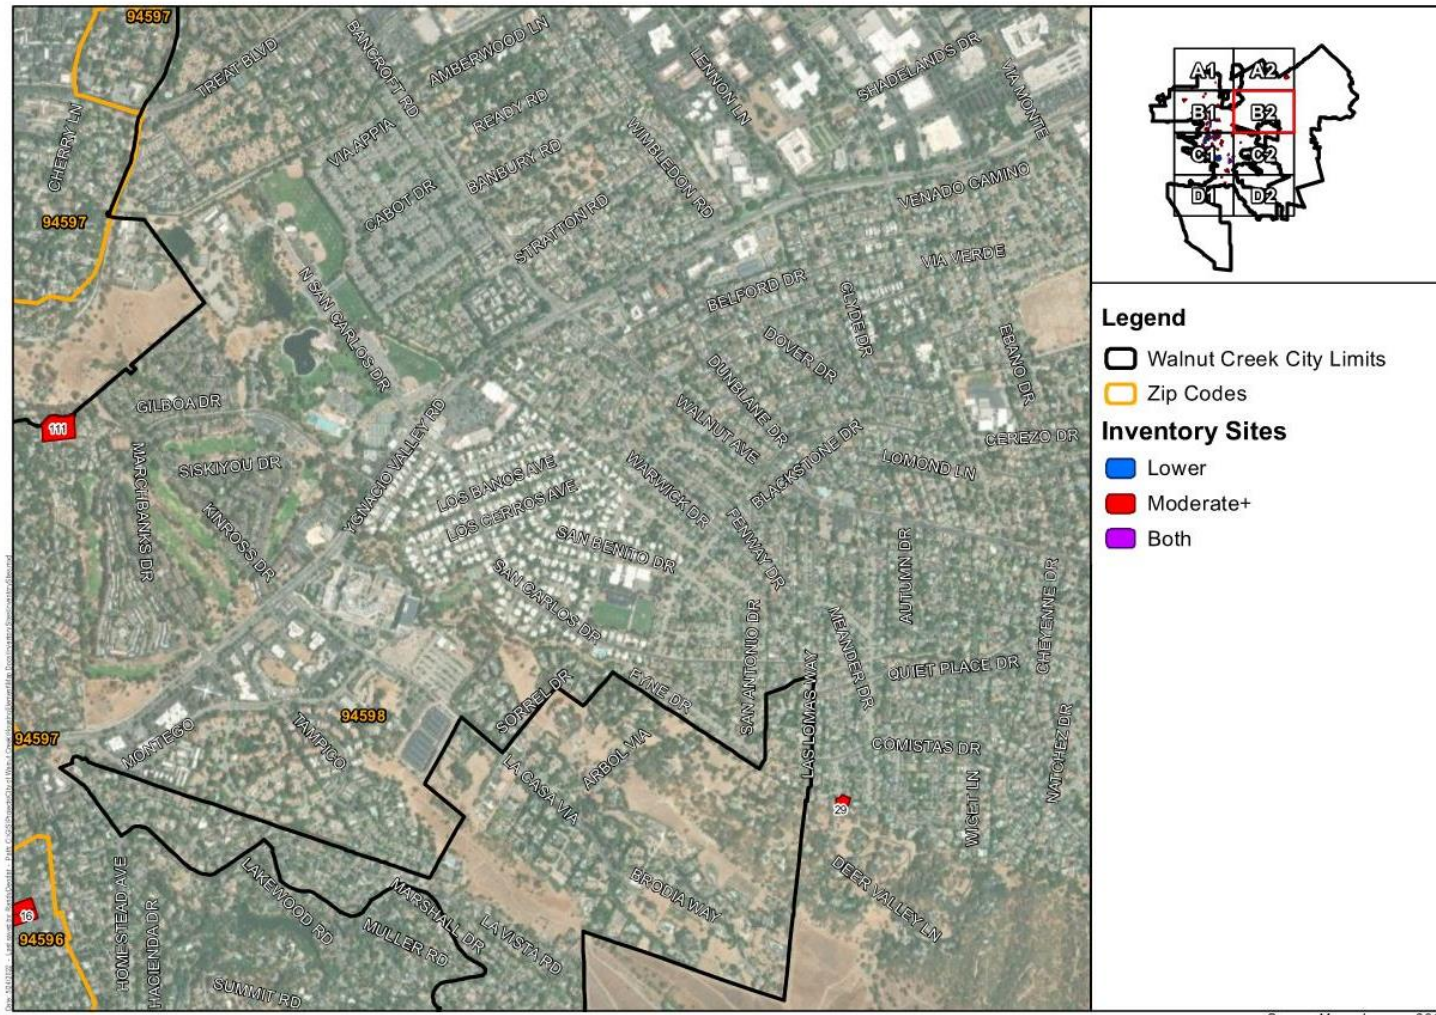 94597
TREAT BLVD
BANCROFT RD
AMBERWOOD LN
LENNON LN
SHADELANDS DR
VIA MONTE
CHERRY LN
READY RD
VIA APPIA
WIMBLEDON RD
BANBURY RD
CABOT DR
VENADO CAMINO
94597
STRATTON RD
VIA VERDE
N SAN CARLOS DR
BELFORD DR
CLYDE DR
DOVER DR
EBANO DR
DUNBLANE DR
GILBOA DR
WALNUT AVE
111
YGNACIO VALLEY RD
CEREZO DR
BLACKSTONE DR
LOMOND LN
SISKIYOU DR
MARCHBANKS DR
LOS BANOS AVE
WARWICK DR
LOS CERROS AVE
KINROSS DR
FENWAY DR
SAN BENITO DR
AUTUMN DR
SAN CARLOS DR
CHEYENNE DR
SAN ANTONIO DR
MEANDER DR
QUIET PLACE DR
LAS LOMAS WAY
SORREL DR
FYNE DR
94598
94597
MONTEGO
TAMPICO
ARBOL VIA
COMISTAS DR
NATCHEZ DR
LA CASA VIA
29
WIGET LN
DEER VALLEY LN
BRODIA WAY
LAKEWOOD RD
MARSHALL DR
16
94596
HOMESTEAD AVE
HACIENDA DR
MULLER RD
LA VISTA RD
SUMMIT RD
A1
A2
B1
B2
C1
C2
D1
D2
Legend
Walnut Creek City Limits
Zip Codes
Inventory Sites
Lower
Moderate+
Both